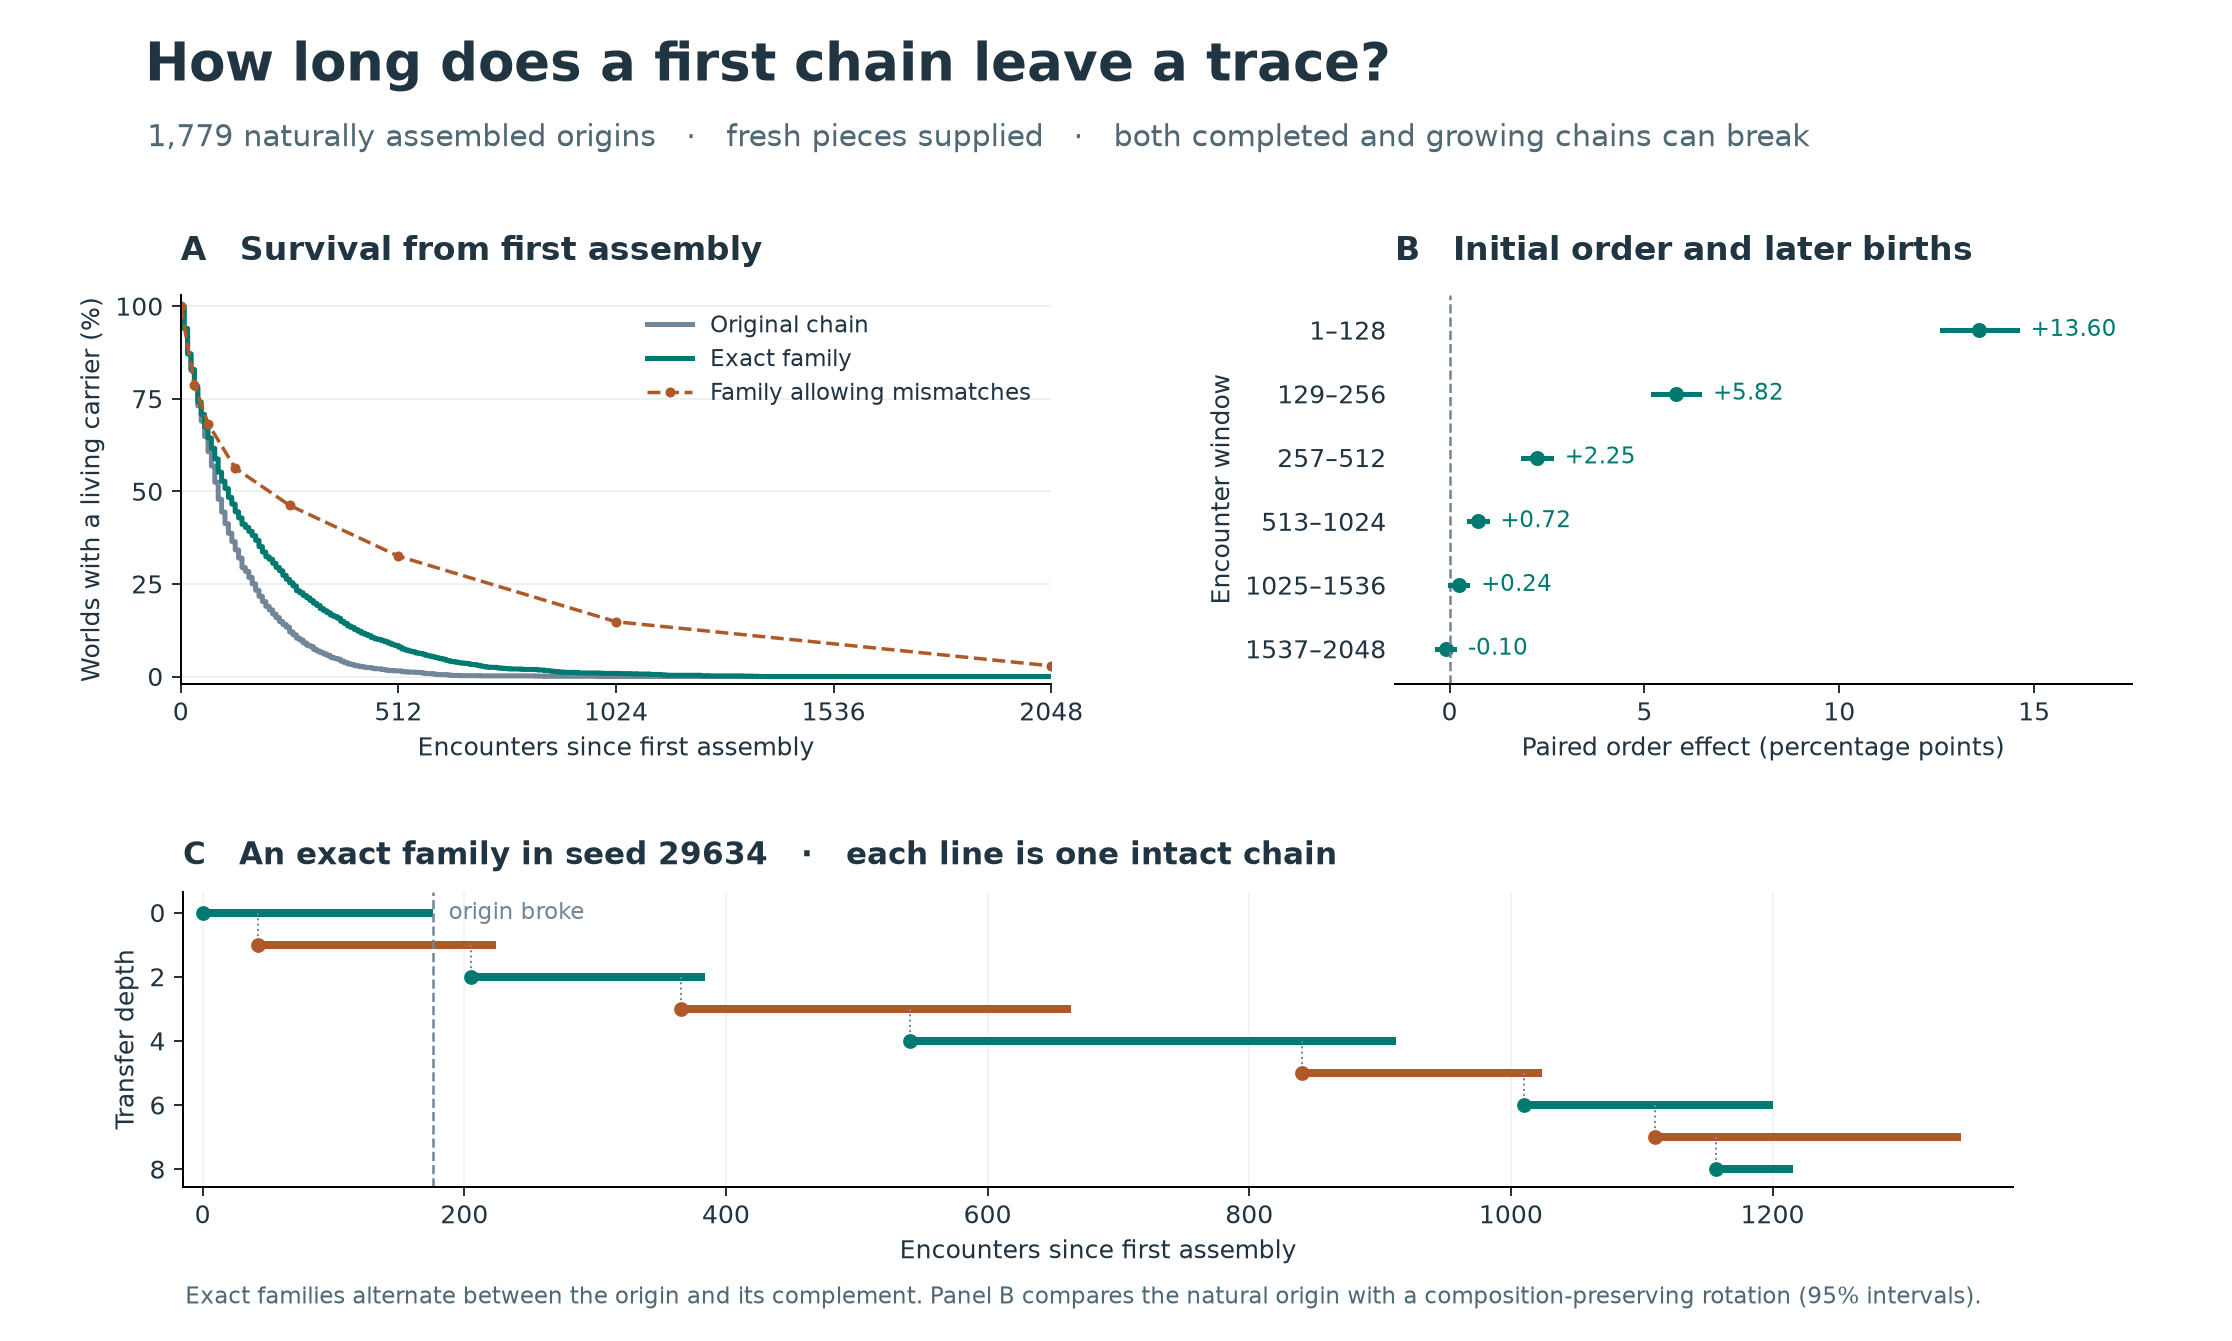 How long does a first chain leave a trace?
1,779 naturally assembled origins · fresh pieces supplied · both completed and growing chains can break
A Survival from first assembly
Worlds with a living carrier (%)
100
75
50
25
0
Original chain
Exact family
Family allowing mismatches
0 512 1024 1536 2048
Encounters since first assembly
B Initial order and later births
Encounter window
1–128 +13.60
129–256 +5.82
257–512 +2.25
513–1024 +0.72
1025–1536 +0.24
1537–2048 -0.10
0 5 10 15
Paired order effect (percentage points)
C An exact family in seed 29634 · each line is one intact chain
Transfer depth
0
2
4
6
8
origin broke
0 200 400 600 800 1000 1200
Encounters since first assembly
Exact families alternate between the origin and its complement. Panel B compares the natural origin with a composition-preserving rotation (95% intervals).